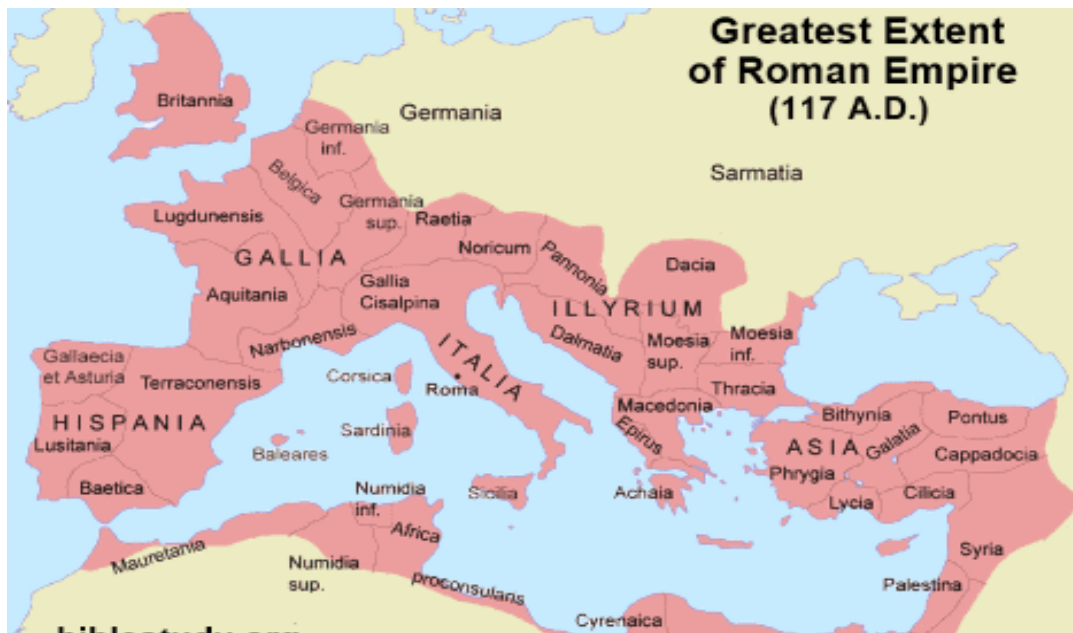 Greatest Extent
of Roman Empire
(117 A.D.)
Britannia
Germania
Germania
inf.
Sarmatia
Belgica
Germania
sup.
Lugdunensis
Raetia
Noricum
Pannonia
Dacia
GALLIA
Aquitania
Gallia
Cisalpina
ILLYRIUM
Narbonensis
Dalmatia
Moesia
sup.
Moesia
inf.
Gallaecia
et Asturia
Terraconensis
Corsica
ITALIA
Roma
Thracia
Macedonia
Epirus
HISPANIA
Lusitania
Baleares
Sardinia
Bithynia
Pontus
ASIA
Galatia
Cappadocia
Phrygia
Baetica
Numidia
inf.
Sicilia
Achaia
Lycia
Cilicia
Africa
proconsularis
Mauretania
Numidia
sup.
Syria
Palestina
Cyrenaica